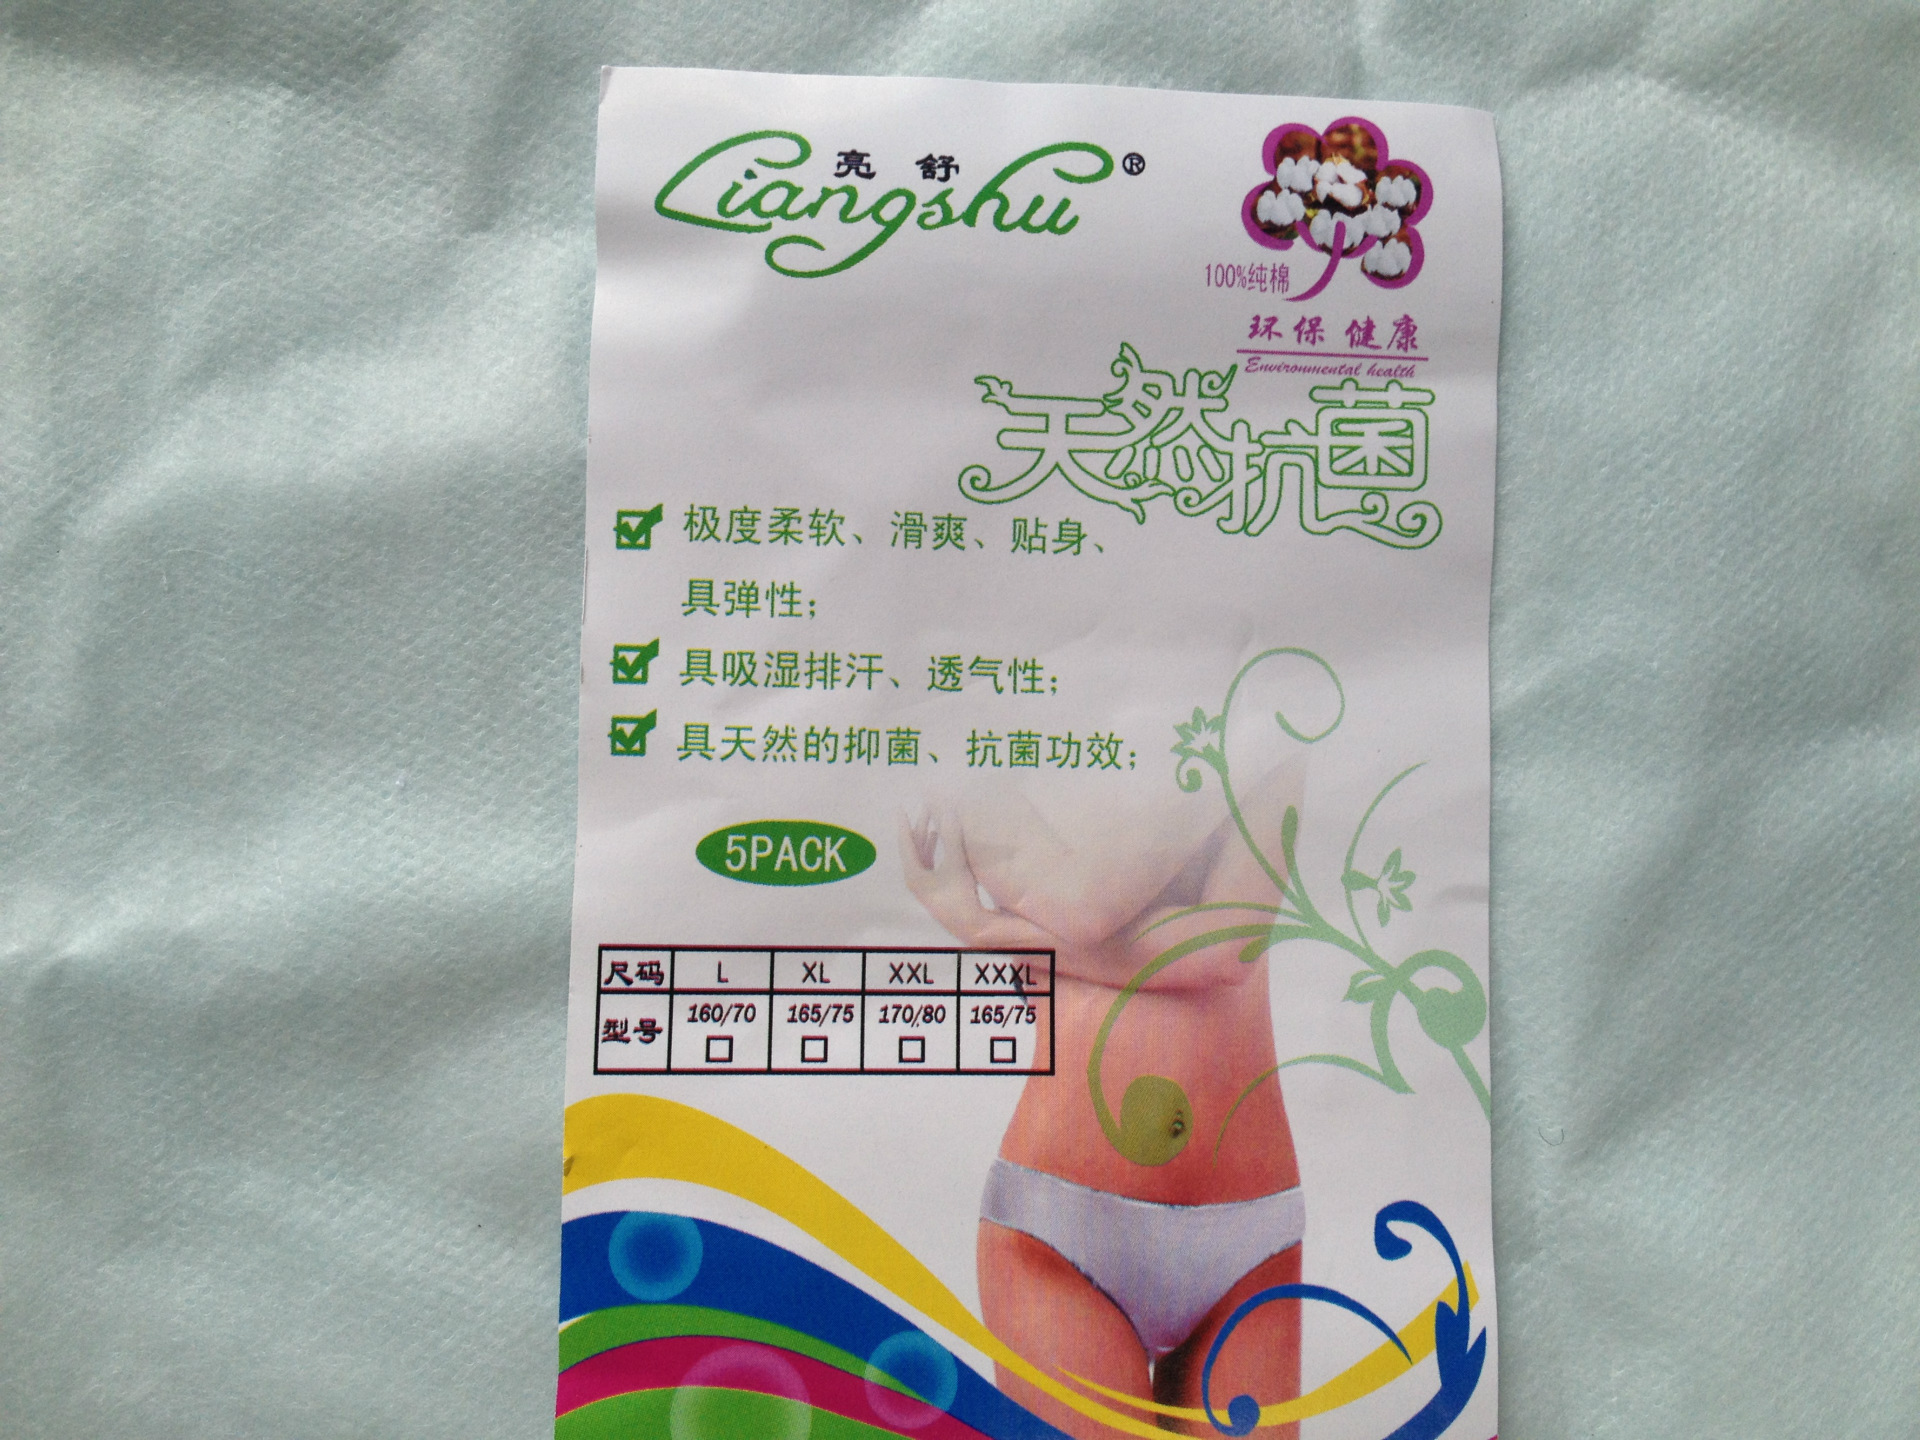 亮舒
Liangshu®
100%纯棉
环保 健康
Environmental health
天然抗菌
极度柔软、滑爽、贴身、
具弹性；
具吸湿排汗、透气性；
具天然的抑菌、抗菌功效；
5PACK
尺码 L XL XXL XXXL
型号 160/70 165/75 170/80 165/75